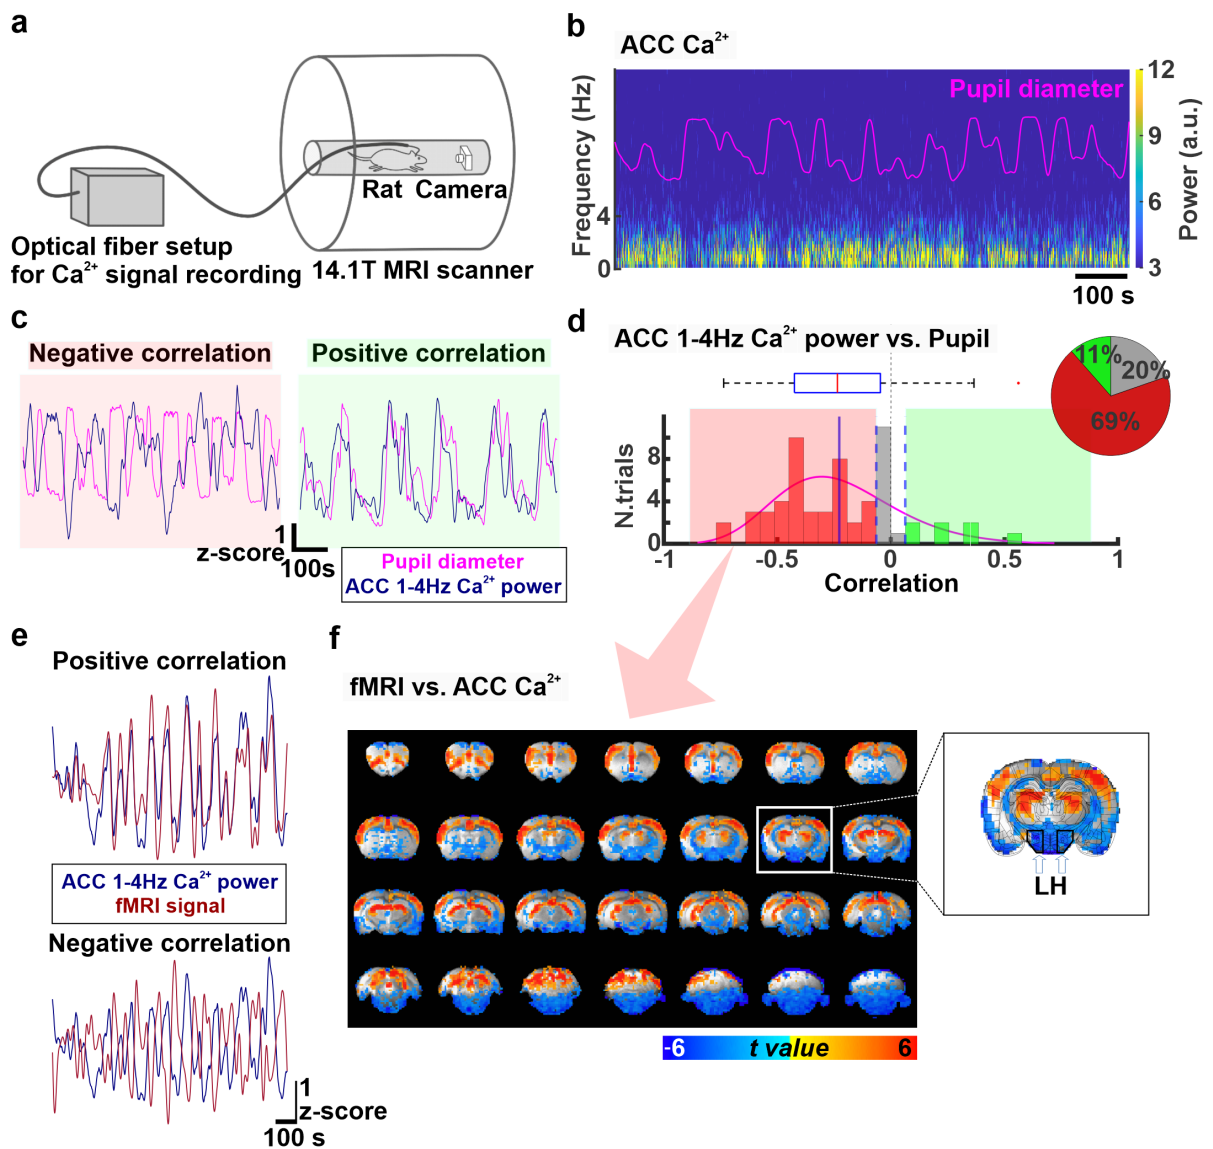 a
Rat Camera
Optical fiber setup
for Ca²⁺ signal recording
14.1T MRI scanner
b
ACC Ca²⁺
Pupil diameter
Frequency (Hz)
4
0
12
9
6
3
Power (a.u.)
100 s
c
Negative correlation
Positive correlation
1
z-score
100s
Pupil diameter
ACC 1-4Hz Ca²⁺ power
d
ACC 1-4Hz Ca²⁺ power vs. Pupil
11%
20%
69%
N.trials
8
4
0
-1
-0.5
0
0.5
1
Correlation
e
Positive correlation
ACC 1-4Hz Ca²⁺ power
fMRI signal
Negative correlation
1
z-score
100 s
f
fMRI vs. ACC Ca²⁺
LH
-6 t value 6